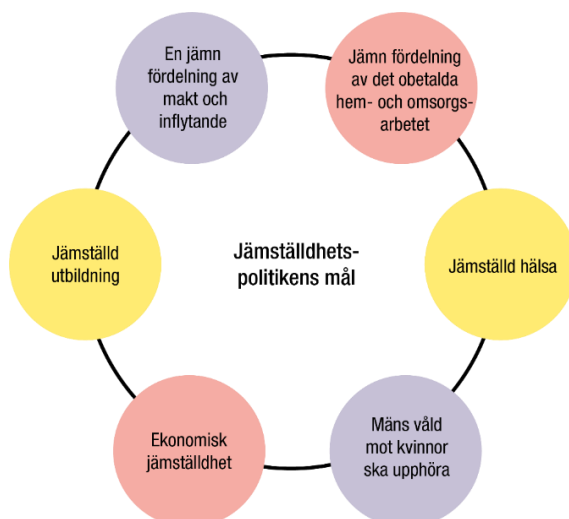 En jämn
fördelning av
makt och
inflytande
Jämn fördelning
av det obetalda
hem- och omsorgs-
arbetet
Jämställd
utbildning
Jämställdhets-
politikens mål
Jämställd hälsa
Ekonomisk
jämställdhet
Mäns våld
mot kvinnor
ska upphöra